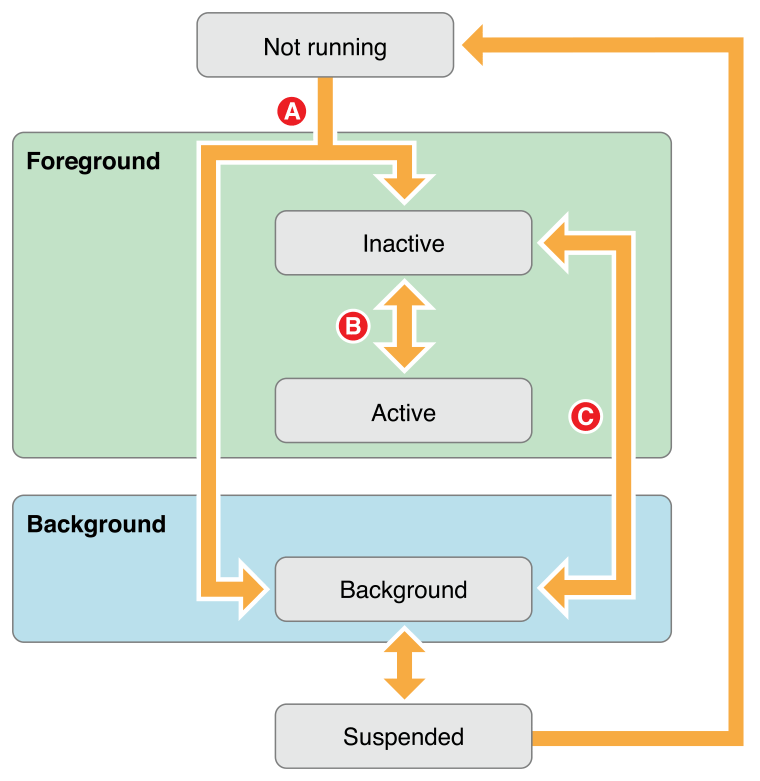 Not running
A
Foreground
Inactive
B
Active
C
Background
Background
Suspended